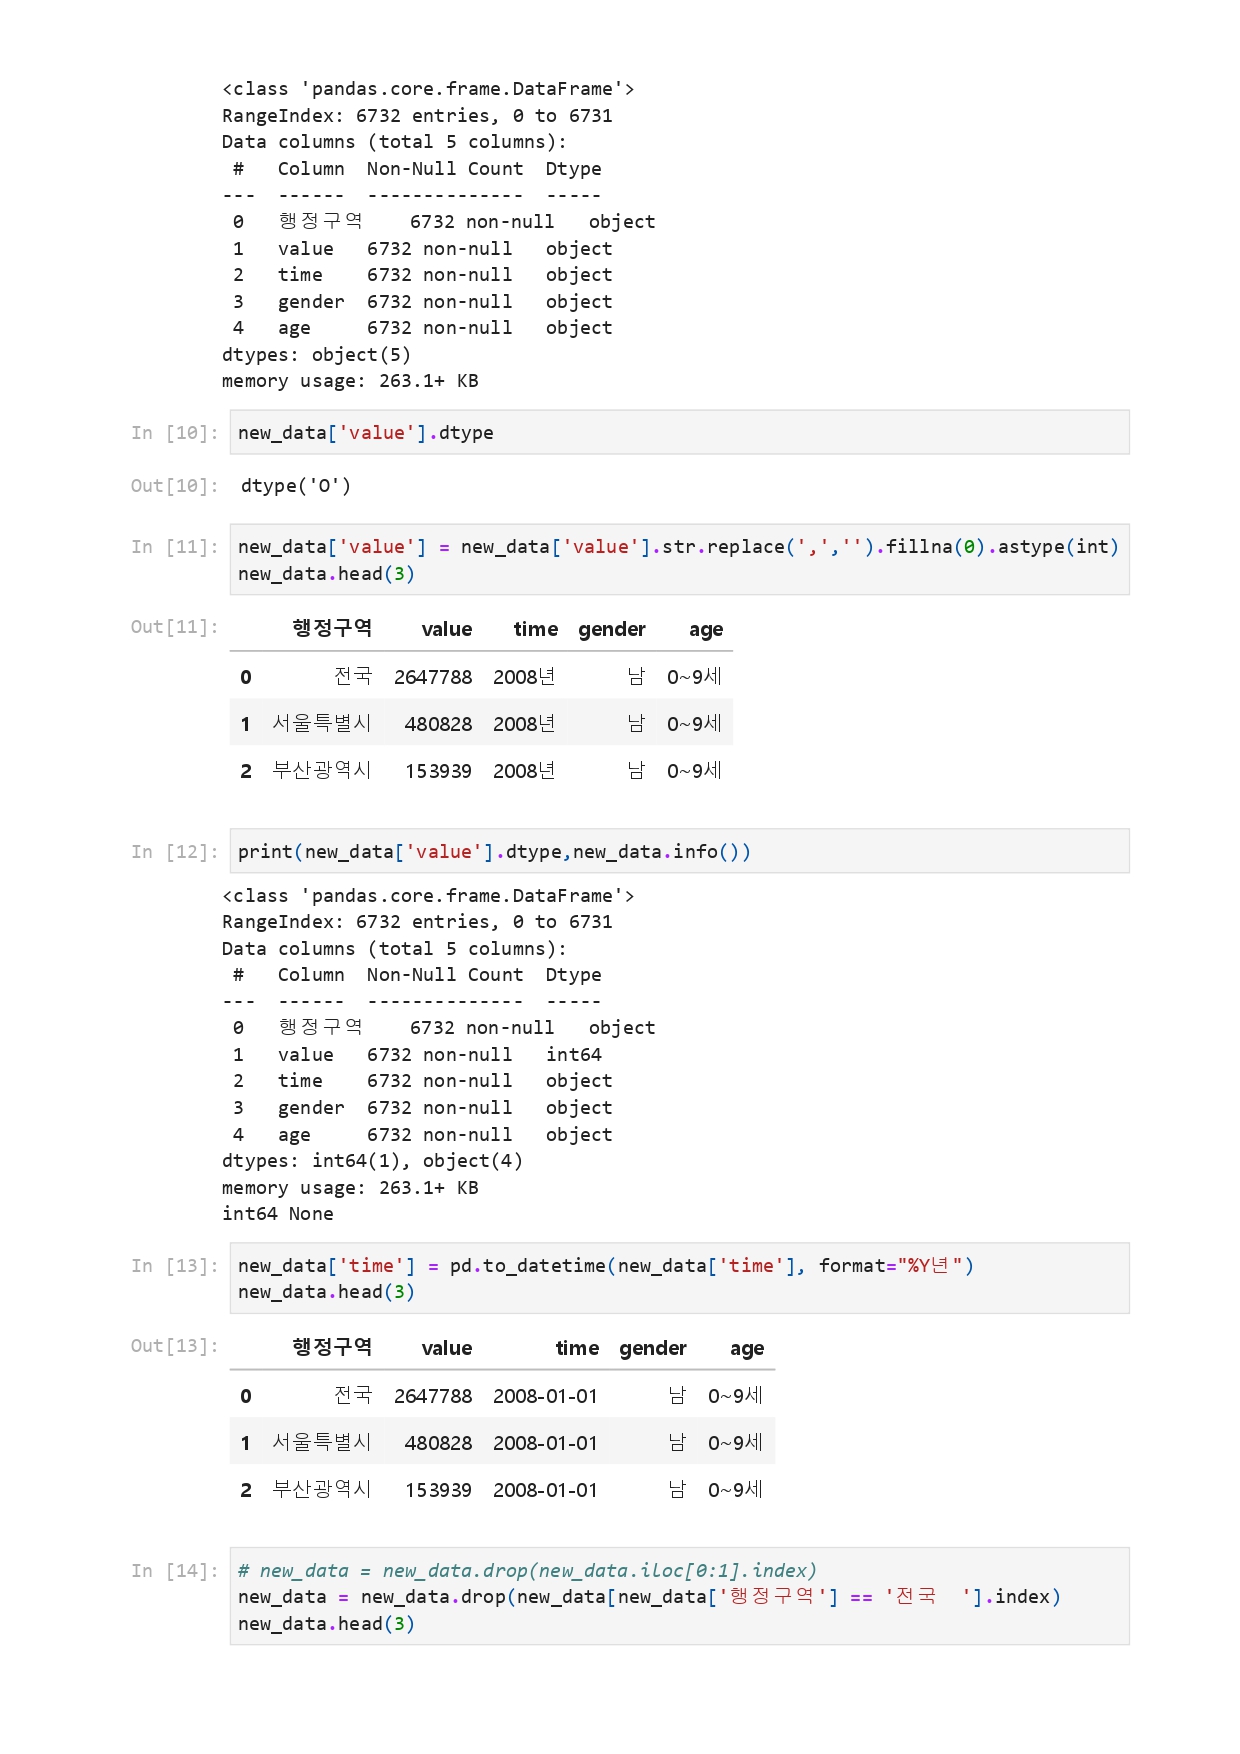 <class 'pandas.core.frame.DataFrame'>
RangeIndex: 6732 entries, 0 to 6731
Data columns (total 5 columns):
 #   Column  Non-Null Count  Dtype
---  ------  --------------  -----
 0   행정구역    6732 non-null   object
 1   value   6732 non-null   object
 2   time    6732 non-null   object
 3   gender  6732 non-null   object
 4   age     6732 non-null   object
dtypes: object(5)
memory usage: 263.1+ KB
In [10]: new_data['value'].dtype
Out[10]: dtype('O')
In [11]: new_data['value'] = new_data['value'].str.replace(',','').fillna(0).astype(int)
new_data.head(3)
Out[11]: 행정구역 value time gender age
0 전국 2647788 2008년 남 0~9세
1 서울특별시 480828 2008년 남 0~9세
2 부산광역시 153939 2008년 남 0~9세
In [12]: print(new_data['value'].dtype,new_data.info())
<class 'pandas.core.frame.DataFrame'>
RangeIndex: 6732 entries, 0 to 6731
Data columns (total 5 columns):
 #   Column  Non-Null Count  Dtype
---  ------  --------------  -----
 0   행정구역    6732 non-null   object
 1   value   6732 non-null   int64
 2   time    6732 non-null   object
 3   gender  6732 non-null   object
 4   age     6732 non-null   object
dtypes: int64(1), object(4)
memory usage: 263.1+ KB
int64 None
In [13]: new_data['time'] = pd.to_datetime(new_data['time'], format="%Y년")
new_data.head(3)
Out[13]: 행정구역 value time gender age
0 전국 2647788 2008-01-01 남 0~9세
1 서울특별시 480828 2008-01-01 남 0~9세
2 부산광역시 153939 2008-01-01 남 0~9세
In [14]: # new_data = new_data.drop(new_data.iloc[0:1].index)
new_data = new_data.drop(new_data[new_data['행정구역'] == '전국  '].index)
new_data.head(3)